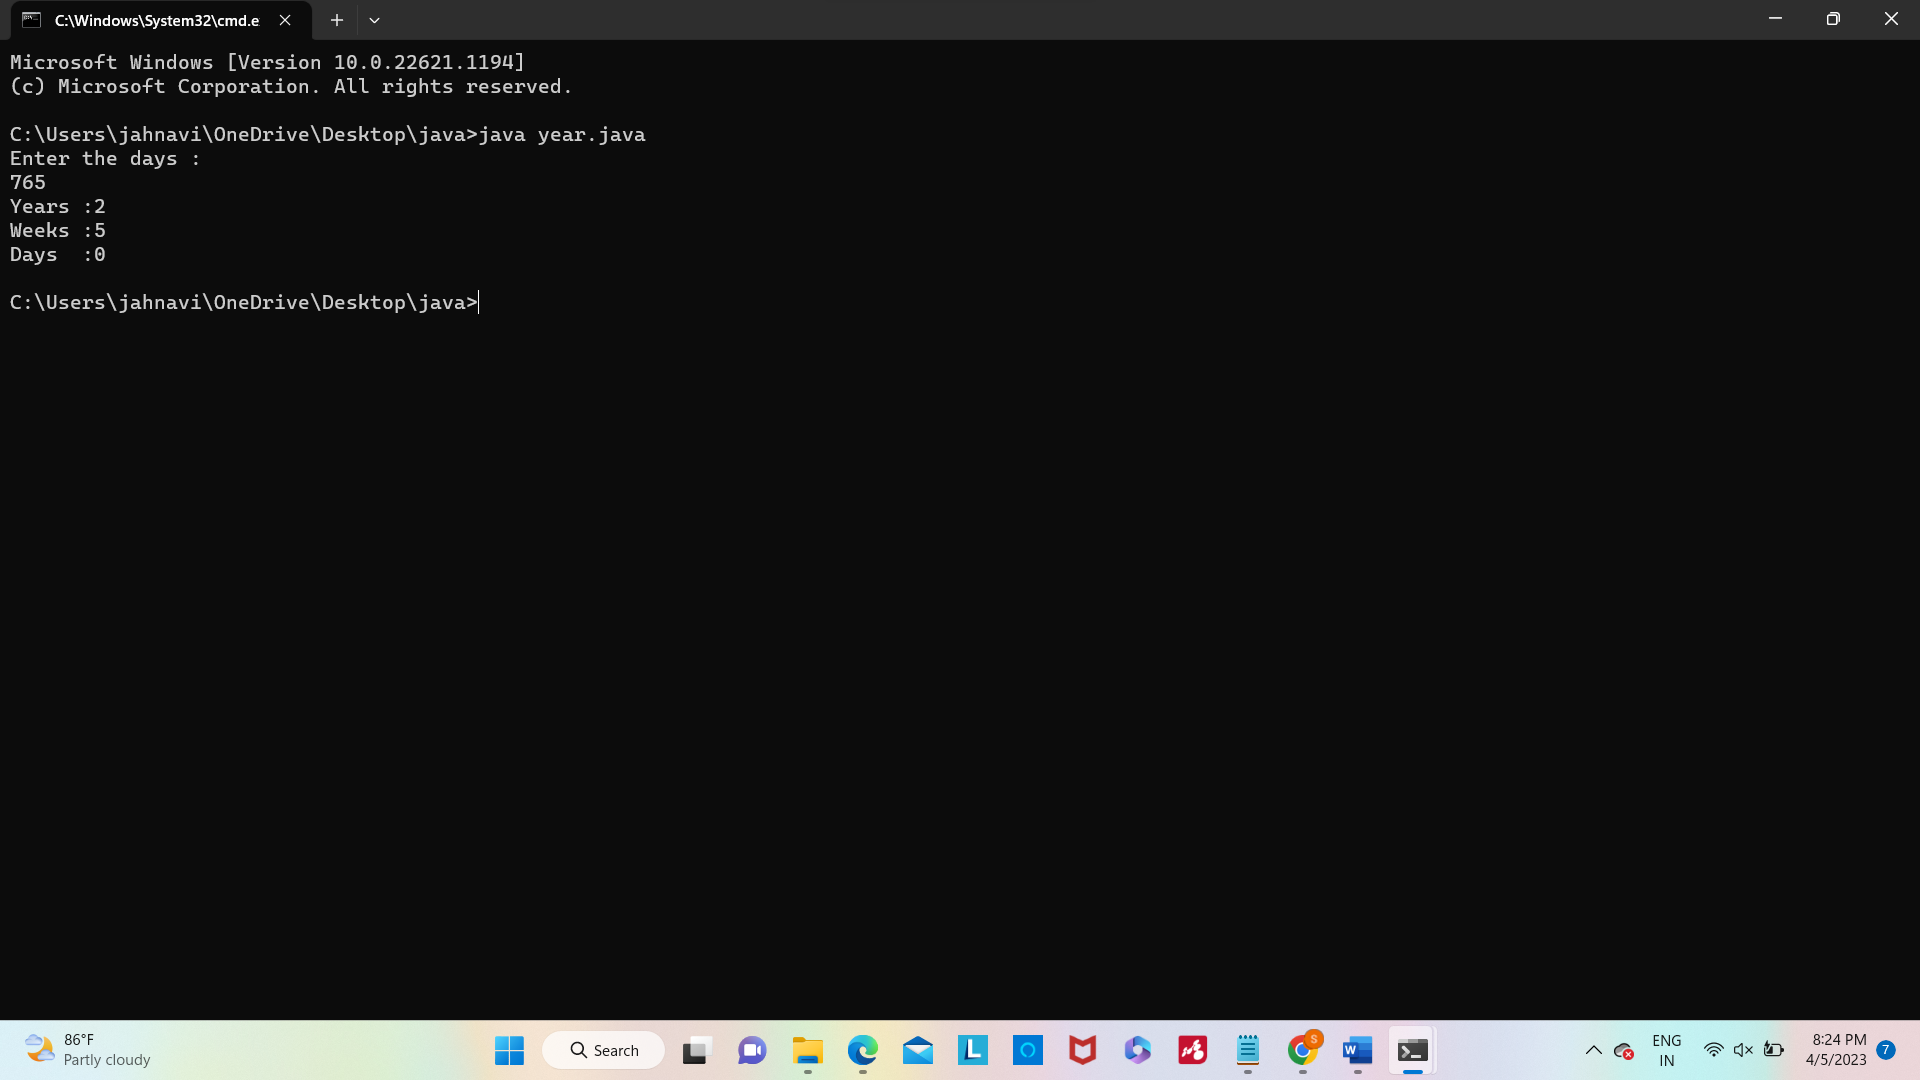 C:\Windows\System32\cmd.e
Microsoft Windows [Version 10.0.22621.1194]
(c) Microsoft Corporation. All rights reserved.
C:\Users\jahnavi\OneDrive\Desktop\java>java year.java
Enter the days :
765
Years :2
Weeks :5
Days  :0
C:\Users\jahnavi\OneDrive\Desktop\java>
86°F
Partly cloudy
Search
L
S
W
ENG
IN
8:24 PM
4/5/2023
7